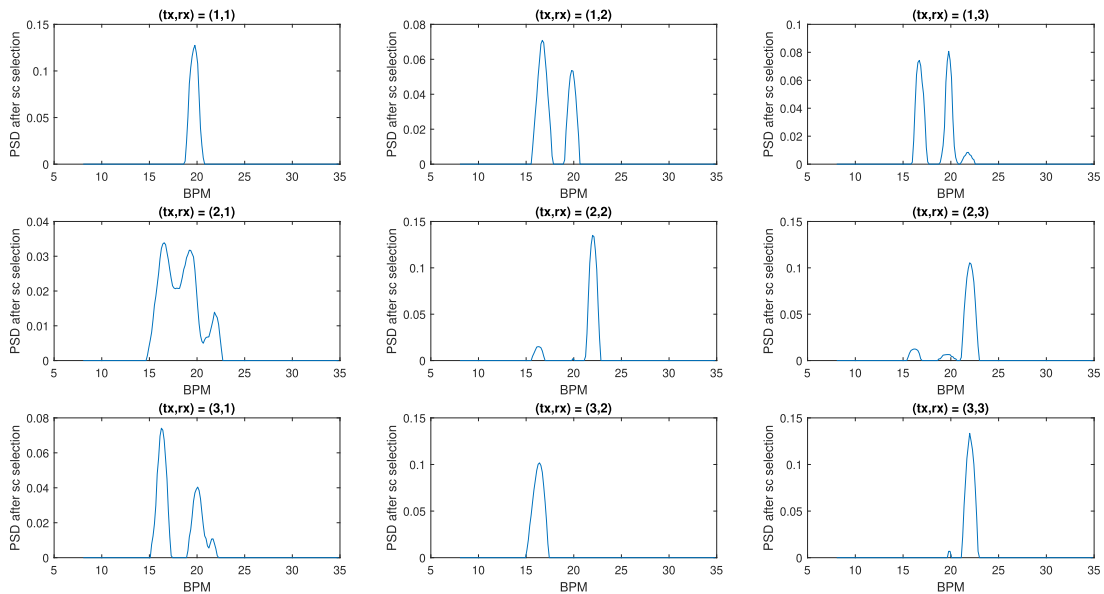 (tx,rx) = (1,1)
PSD after sc selection
0.15
0.1
0.05
0
5 10 15 20 25 30 35
BPM
(tx,rx) = (1,2)
PSD after sc selection
0.08
0.06
0.04
0.02
0
5 10 15 20 25 30 35
BPM
(tx,rx) = (1,3)
PSD after sc selection
0.1
0.08
0.06
0.04
0.02
0
5 10 15 20 25 30 35
BPM
(tx,rx) = (2,1)
PSD after sc selection
0.04
0.03
0.02
0.01
0
5 10 15 20 25 30 35
BPM
(tx,rx) = (2,2)
PSD after sc selection
0.15
0.1
0.05
0
5 10 15 20 25 30 35
BPM
(tx,rx) = (2,3)
PSD after sc selection
0.15
0.1
0.05
0
5 10 15 20 25 30 35
BPM
(tx,rx) = (3,1)
PSD after sc selection
0.08
0.06
0.04
0.02
0
5 10 15 20 25 30 35
BPM
(tx,rx) = (3,2)
PSD after sc selection
0.15
0.1
0.05
0
5 10 15 20 25 30 35
BPM
(tx,rx) = (3,3)
PSD after sc selection
0.15
0.1
0.05
0
5 10 15 20 25 30 35
BPM